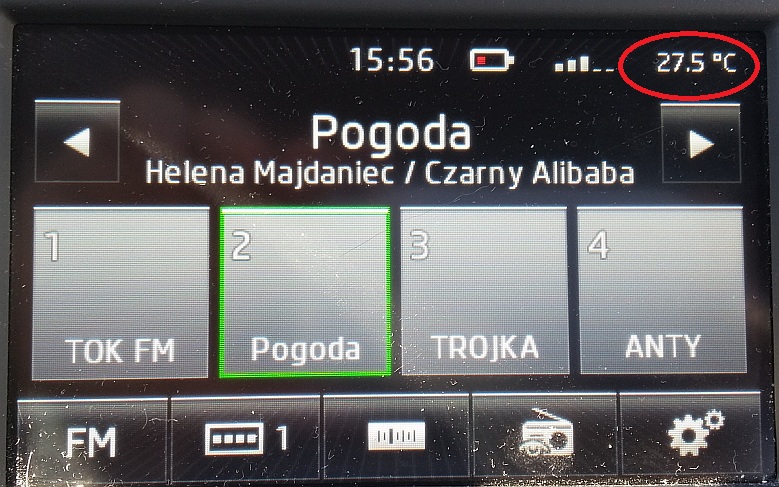 15:56 27.5 °C
Pogoda
Helena Majdaniec / Czarny Alibaba
1 2 3 4
TOK FM Pogoda TROJKA ANTY
FM 1